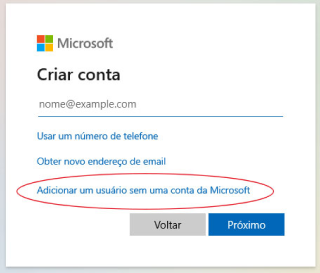 Microsoft
Criar conta
nome@example.com
Usar um número de telefone
Obter novo endereço de email
Adicionar um usuário sem uma conta da Microsoft
Voltar Próximo